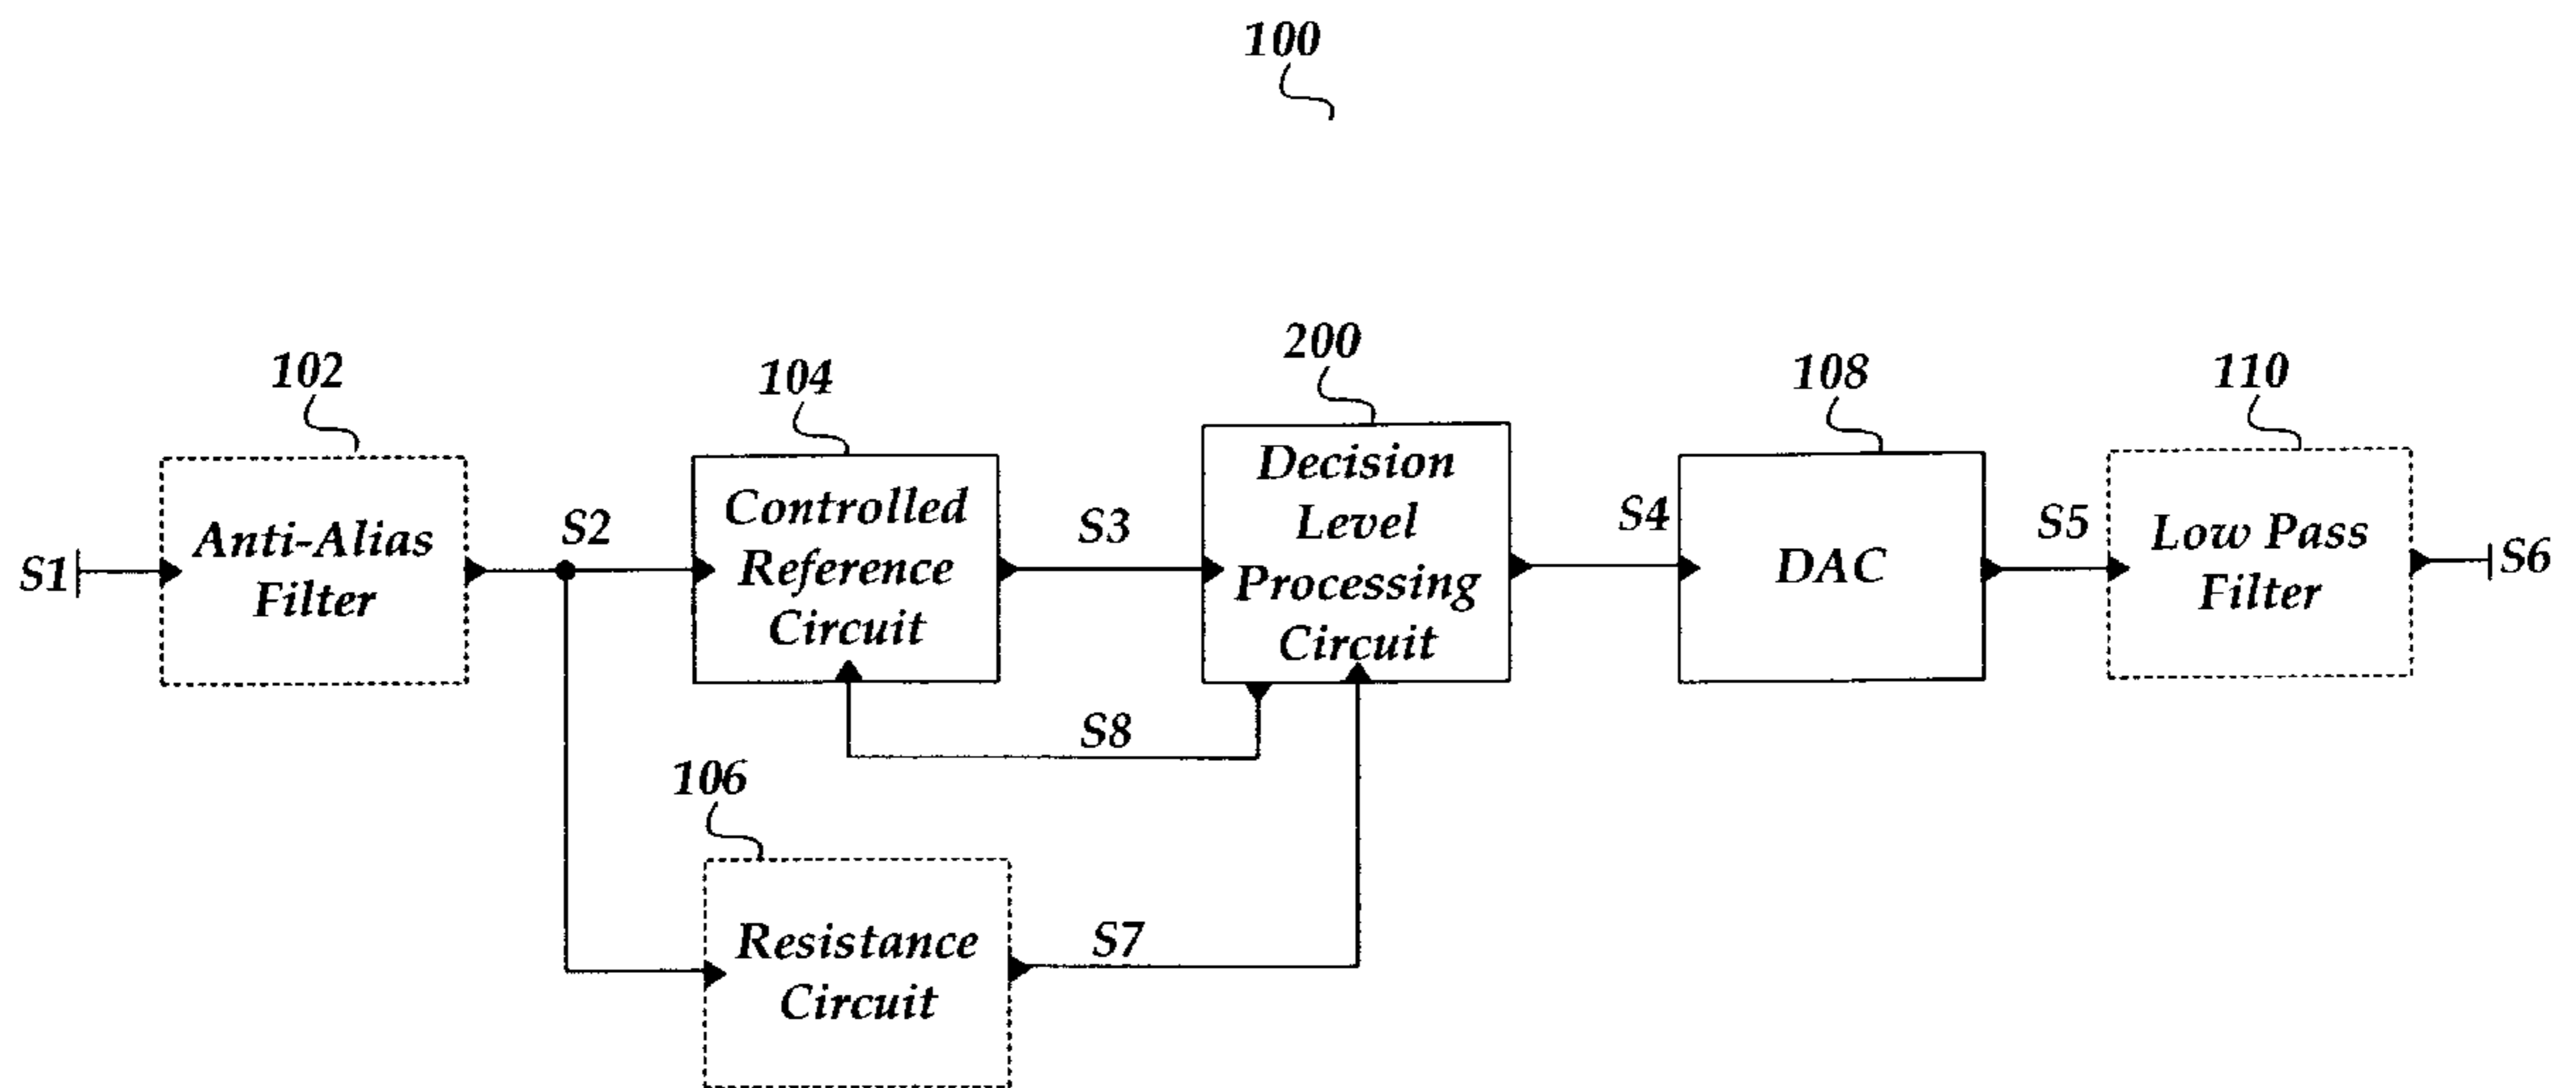 100
102
104
200
108
110
S1
Anti-Alias
Filter
S2
Controlled
Reference
Circuit
S3
Decision
Level
Processing
Circuit
S4
DAC
S5
Low Pass
Filter
S6
S8
106
Resistance
Circuit
S7